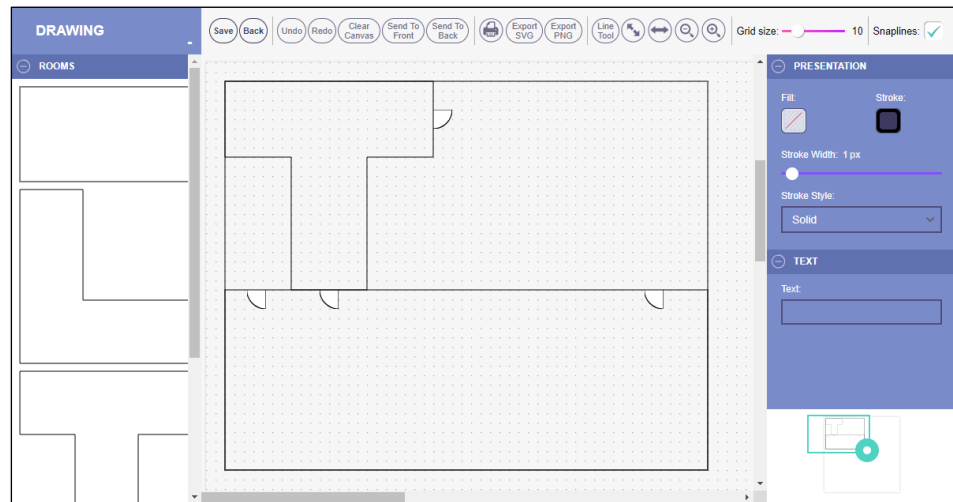 DRAWING
Save
Back
Undo
Redo
Clear
Canvas
Send To
Front
Send To
Back
Export
SVG
Export
PNG
Line
Tool
Grid size:
10
Snaplines:
ROOMS
PRESENTATION
Fill:
Stroke:
Stroke Width: 1 px
Stroke Style:
Solid
TEXT
Text: